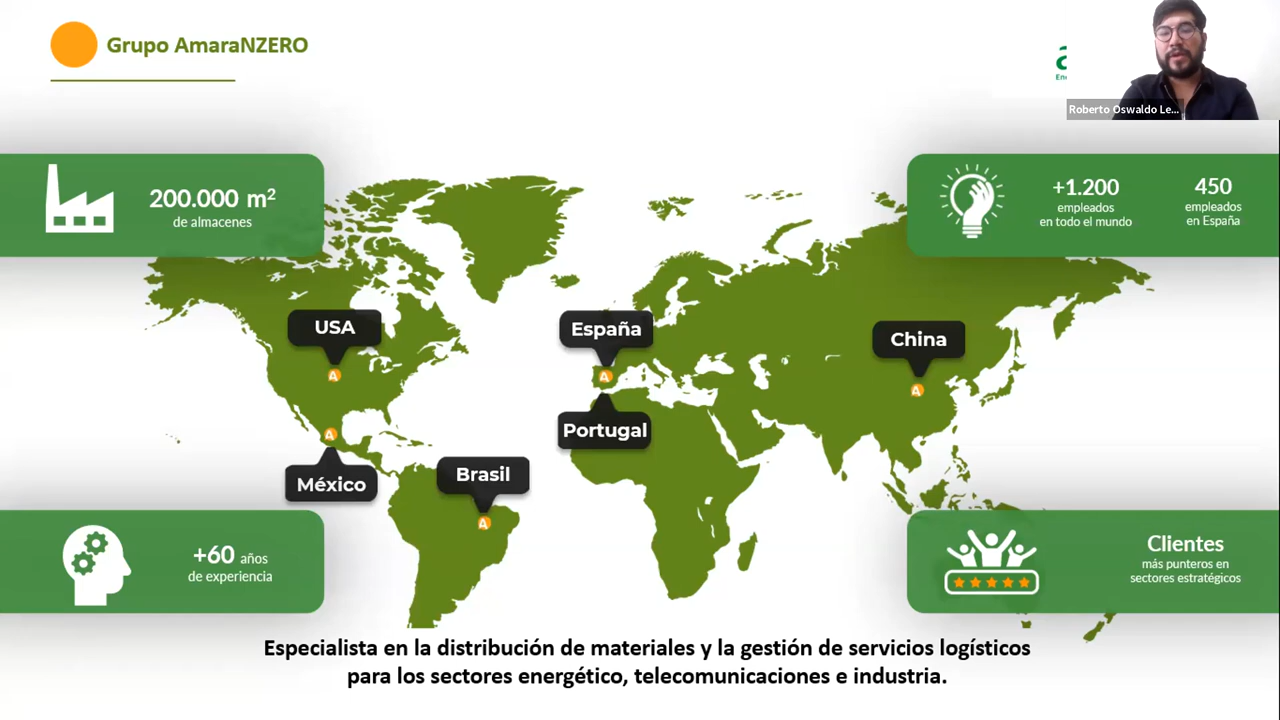 Grupo AmaraNZERO
Roberto Oswaldo Le...
200.000 m²
de almacenes
+1.200
empleados
en todo el mundo
450
empleados
en España
USA
España
China
Portugal
México
Brasil
+60 años
de experiencia
Clientes
más punteros en
sectores estratégicos
Especialista en la distribución de materiales y la gestión de servicios logísticos
para los sectores energético, telecomunicaciones e industria.